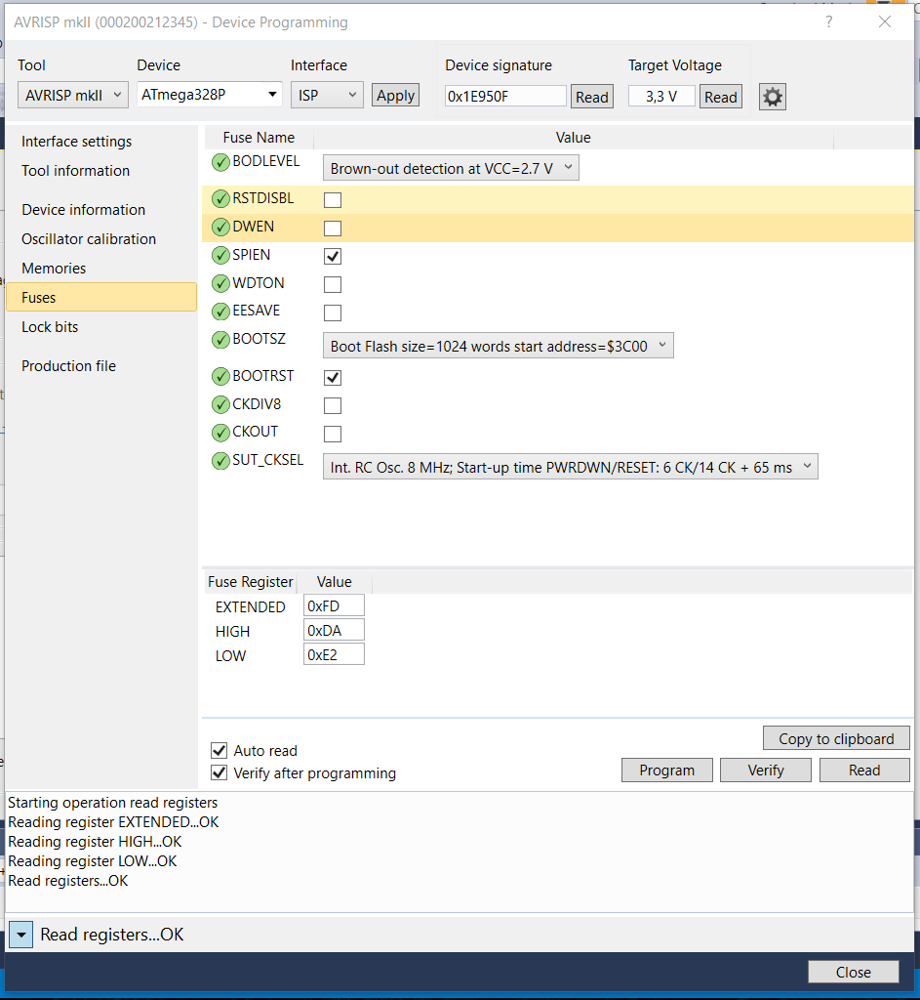 AVRISP mkII (000200212345) - Device Programming
Tool Device Interface Device signature Target Voltage
AVRISP mkII ATmega328P ISP Apply 0x1E950F Read 3,3 V Read
Interface settings
Tool information
Device information
Oscillator calibration
Memories
Fuses
Lock bits
Production file
Fuse Name Value
BODLEVEL Brown-out detection at VCC=2.7 V
RSTDISBL
DWEN
SPIEN
WDTON
EESAVE
BOOTSZ Boot Flash size=1024 words start address=$3C00
BOOTRST
CKDIV8
CKOUT
SUT_CKSEL Int. RC Osc. 8 MHz; Start-up time PWRDWN/RESET: 6 CK/14 CK + 65 ms
Fuse Register Value
EXTENDED 0xFD
HIGH 0xDA
LOW 0xE2
Copy to clipboard
Auto read
Verify after programming
Program Verify Read
Starting operation read registers
Reading register EXTENDED...OK
Reading register HIGH...OK
Reading register LOW...OK
Read registers...OK
Read registers...OK
Close